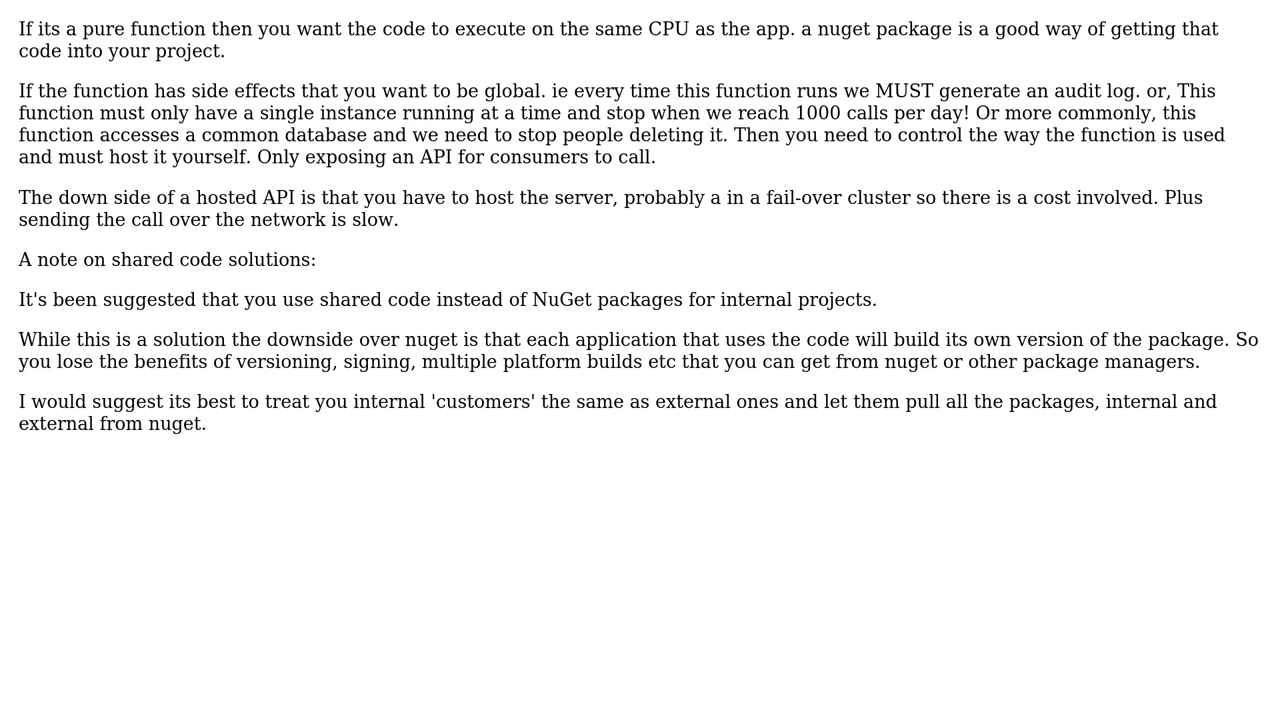 If its a pure function then you want the code to execute on the same CPU as the app. a nuget package is a good way of getting that
code into your project.
If the function has side effects that you want to be global. ie every time this function runs we MUST generate an audit log. or, This
function must only have a single instance running at a time and stop when we reach 1000 calls per day! Or more commonly, this
function accesses a common database and we need to stop people deleting it. Then you need to control the way the function is used
and must host it yourself. Only exposing an API for consumers to call.
The down side of a hosted API is that you have to host the server, probably a in a fail-over cluster so there is a cost involved. Plus
sending the call over the network is slow.
A note on shared code solutions:
It's been suggested that you use shared code instead of NuGet packages for internal projects.
While this is a solution the downside over nuget is that each application that uses the code will build its own version of the package. So
you lose the benefits of versioning, signing, multiple platform builds etc that you can get from nuget or other package managers.
I would suggest its best to treat you internal 'customers' the same as external ones and let them pull all the packages, internal and
external from nuget.